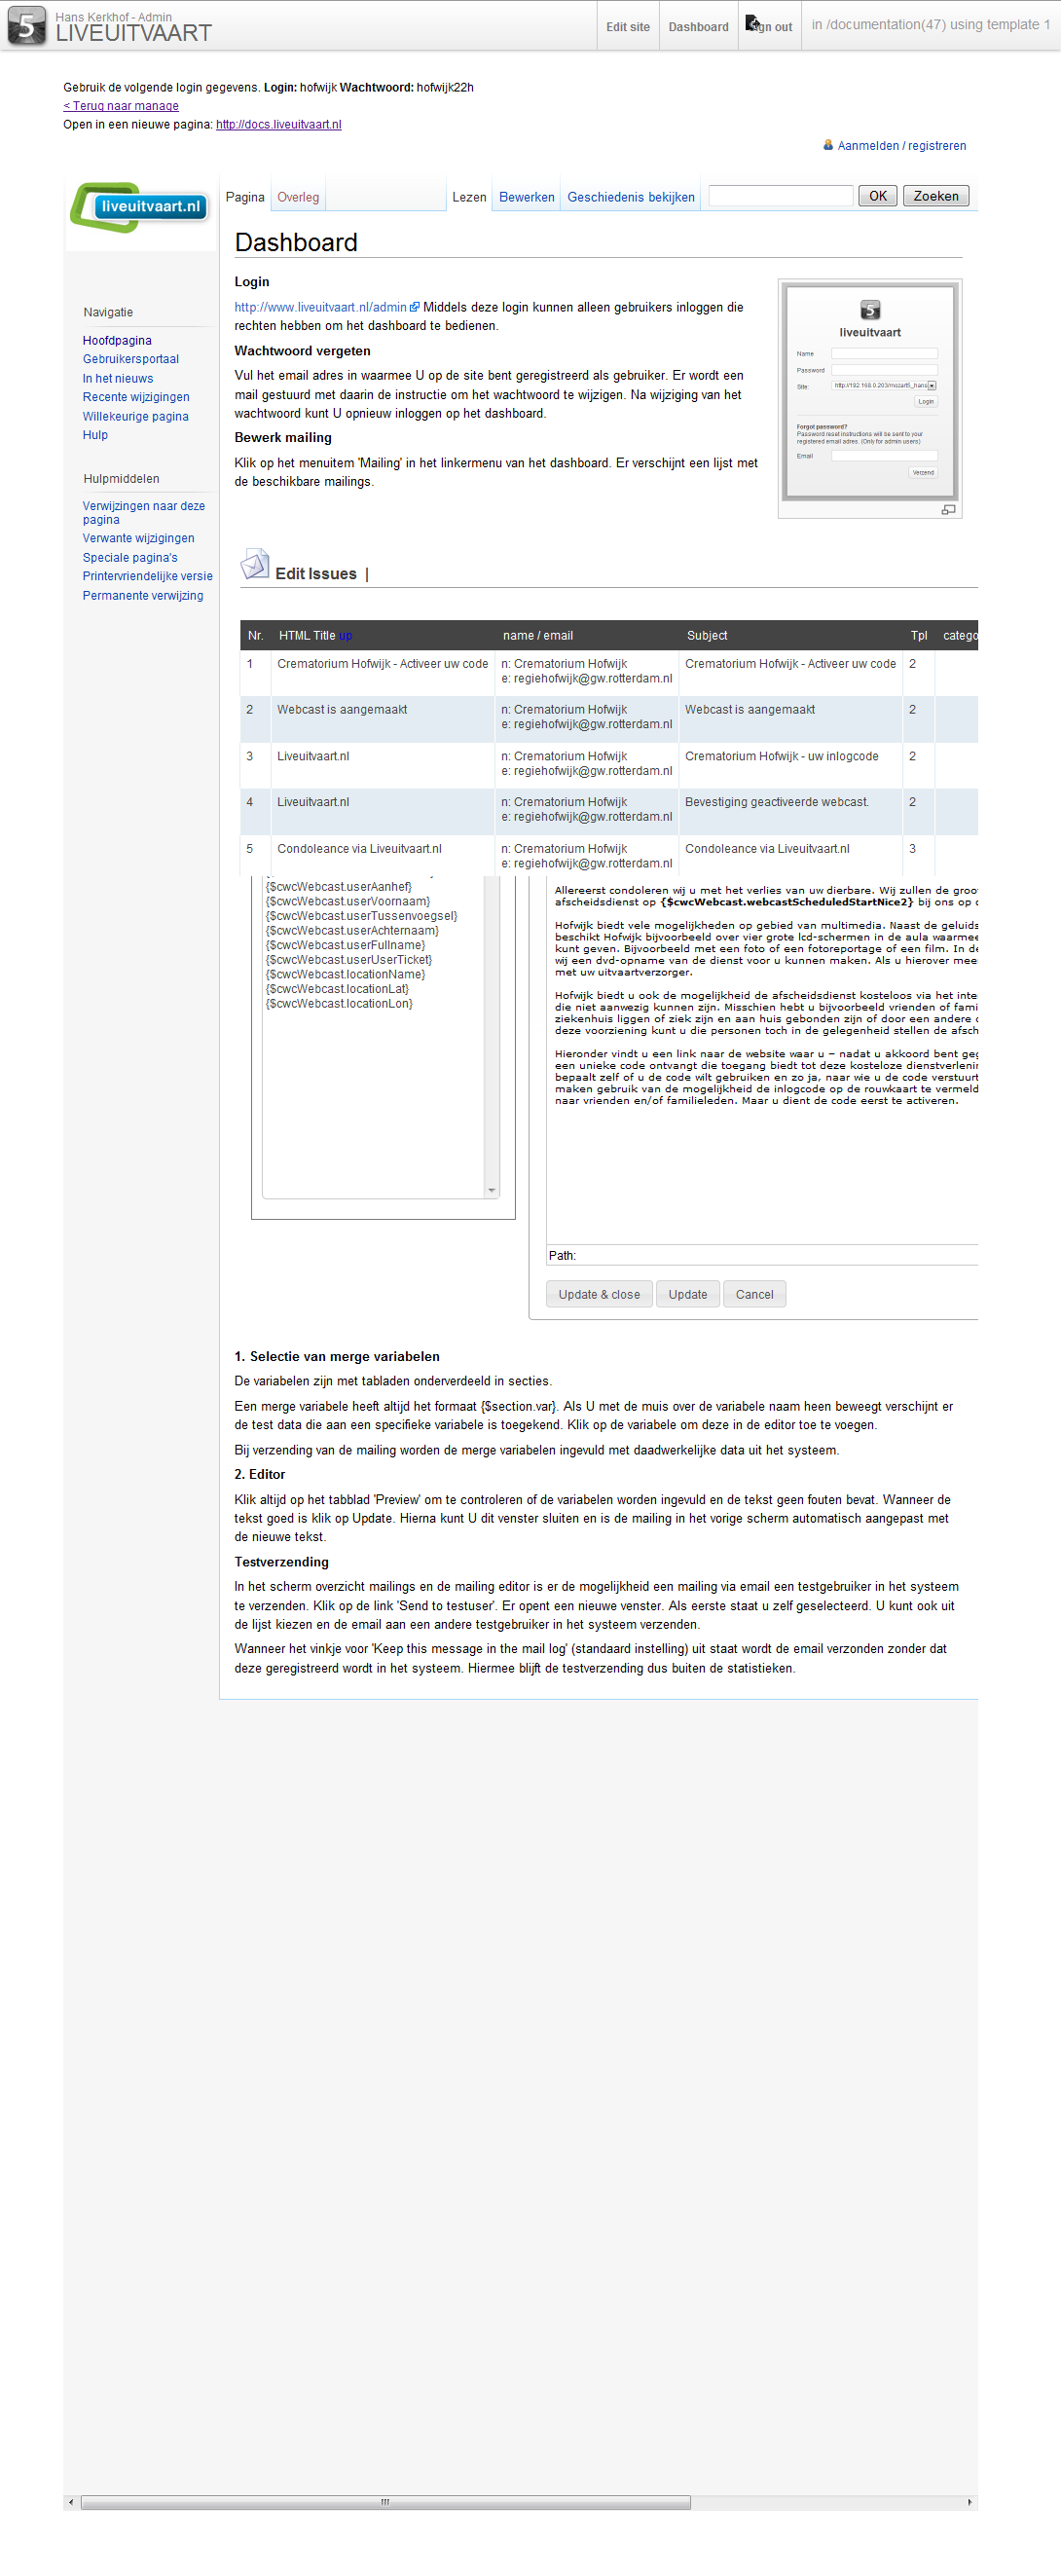 Hans Kerkhof - Admin
LIVEUITVAART
Edit site
Dashboard
gn out
in /documentation(47) using template 1
Gebruik de volgende login gegevens. Login: hofwijk Wachtwoord: hofwijk22h
< Terug naar manage
Open in een nieuwe pagina: http://docs.liveuitvaart.nl
Aanmelden / registreren
liveuitvaart.nl
Pagina
Overleg
Lezen
Bewerken
Geschiedenis bekijken
OK
Zoeken
Navigatie
Hoofdpagina
Gebruikersportaal
In het nieuws
Recente wijzigingen
Willekeurige pagina
Hulp
Hulpmiddelen
Verwijzingen naar deze
pagina
Verwante wijzigingen
Speciale pagina's
Printervriendelijke versie
Permanente verwijzing
Dashboard
Login
http://www.liveuitvaart.nl/admin Middels deze login kunnen alleen gebruikers inloggen die
rechten hebben om het dashboard te bedienen.
Wachtwoord vergeten
Vul het email adres in waarmee U op de site bent geregistreerd als gebruiker. Er wordt een
mail gestuurd met daarin de instructie om het wachtwoord te wijzigen. Na wijziging van het
wachtwoord kunt U opnieuw inloggen op het dashboard.
Bewerk mailing
Klik op het menuitem 'Mailing' in het linkermenu van het dashboard. Er verschijnt een lijst met
de beschikbare mailings.
5
liveuitvaart
Name
Password
Site: http://192.168.0.203/mozart5_hans
Login
Forgot password?
Password reset instructions will be sent to your
registered email adres. (Only for admin users)
Email
Verzend
Edit Issues |
Nr. HTML Title up name / email Subject Tpl catego
1 Crematorium Hofwijk - Activeer uw code n: Crematorium Hofwijk Crematorium Hofwijk - Activeer uw code 2
e: regiehofwijk@gw.rotterdam.nl
2 Webcast is aangemaakt n: Crematorium Hofwijk Webcast is aangemaakt 2
e: regiehofwijk@gw.rotterdam.nl
3 Liveuitvaart.nl n: Crematorium Hofwijk Crematorium Hofwijk - uw inlogcode 2
e: regiehofwijk@gw.rotterdam.nl
4 Liveuitvaart.nl n: Crematorium Hofwijk Bevestiging geactiveerde webcast. 2
e: regiehofwijk@gw.rotterdam.nl
5 Condoleance via Liveuitvaart.nl n: Crematorium Hofwijk Condoleance via Liveuitvaart.nl 3
e: regiehofwijk@gw.rotterdam.nl
{$cwcWebcast.userAanhef}
{$cwcWebcast.userVoornaam}
{$cwcWebcast.userTussenvoegsel}
{$cwcWebcast.userAchternaam}
{$cwcWebcast.userFullname}
{$cwcWebcast.userUserTicket}
{$cwcWebcast.locationName}
{$cwcWebcast.locationLat}
{$cwcWebcast.locationLon}
Allereerst condoleren wij u met het verlies van uw dierbare. Wij zullen de groo
afscheidsdienst op {$cwcWebcast.webcastScheduledStartNice2} bij ons op c
Hofwijk biedt vele mogelijkheden op gebied van multimedia. Naast de geluids
beschikt Hofwijk bijvoorbeeld over vier grote lcd-schermen in de aula waarmee
kunt geven. Bijvoorbeeld met een foto of een fotoreportage of een film. In de
wij een dvd-opname van de dienst voor u kunnen maken. Als u hierover mee
met uw uitvaartverzorger.
Hofwijk biedt u ook de mogelijkheid de afscheidsdienst kosteloos via het inte
die niet aanwezig kunnen zijn. Misschien hebt u bijvoorbeeld vrienden of fami
ziekenhuis liggen of ziek zijn en aan huis gebonden zijn of door een andere o
deze voorziening kunt u die personen toch in de gelegenheid stellen de afsch
Hieronder vindt u een link naar de website waar u – nadat u akkoord bent geg
een unieke code ontvangt die toegang biedt tot deze kosteloze dienstverlenin
bepaalt zelf of u de code wilt gebruiken en zo ja, naar wie u de code verstuurt
maken gebruik van de mogelijkheid de inlogcode op de rouwkaart te vermeld
naar vrienden en/of familieleden. Maar u dient de code eerst te activeren.
Path:
Update & close
Update
Cancel
1. Selectie van merge variabelen
De variabelen zijn met tabladen onderverdeeld in secties.
Een merge variabele heeft altijd het formaat {$section.var}. Als U met de muis over de variabele naam heen beweegt verschijnt er
de test data die aan een specifieke variabele is toegekend. Klik op de variabele om deze in de editor toe te voegen.
Bij verzending van de mailing worden de merge variabelen ingevuld met daadwerkelijke data uit het systeem.
2. Editor
Klik altijd op het tabblad 'Preview' om te controleren of de variabelen worden ingevuld en de tekst geen fouten bevat. Wanneer de
tekst goed is klik op Update. Hierna kunt U dit venster sluiten en is de mailing in het vorige scherm automatisch aangepast met
de nieuwe tekst.
Testverzending
In het scherm overzicht mailings en de mailing editor is er de mogelijkheid een mailing via email een testgebruiker in het systeem
te verzenden. Klik op de link 'Send to testuser'. Er opent een nieuwe venster. Als eerste staat u zelf geselecteerd. U kunt ook uit
de lijst kiezen en de email aan een andere testgebruiker in het systeem verzenden.
Wanneer het vinkje voor 'Keep this message in the mail log' (standaard instelling) uit staat wordt de email verzonden zonder dat
deze geregistreerd wordt in het systeem. Hiermee blijft de testverzending dus buiten de statistieken.